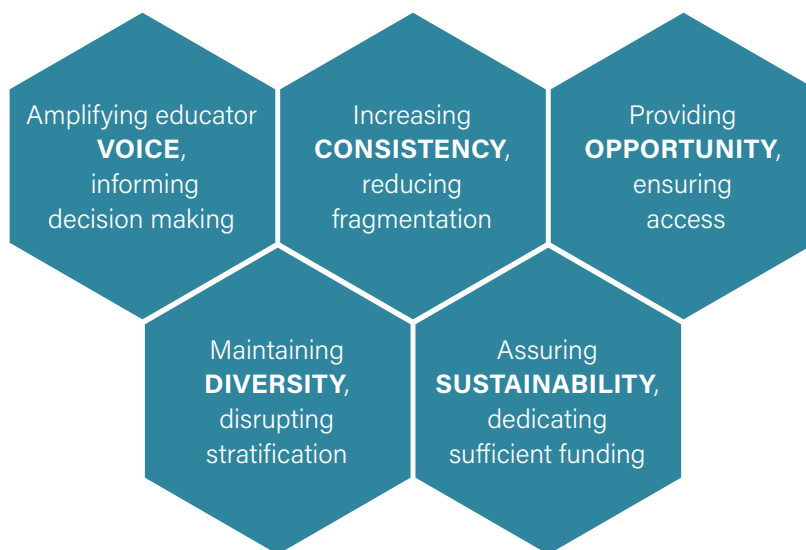 Amplifying educator
VOICE,
informing
decision making
Increasing
CONSISTENCY,
reducing
fragmentation
Providing
OPPORTUNITY,
ensuring
access
Maintaining
DIVERSITY,
disrupting
stratification
Assuring
SUSTAINABILITY,
dedicating
sufficient funding